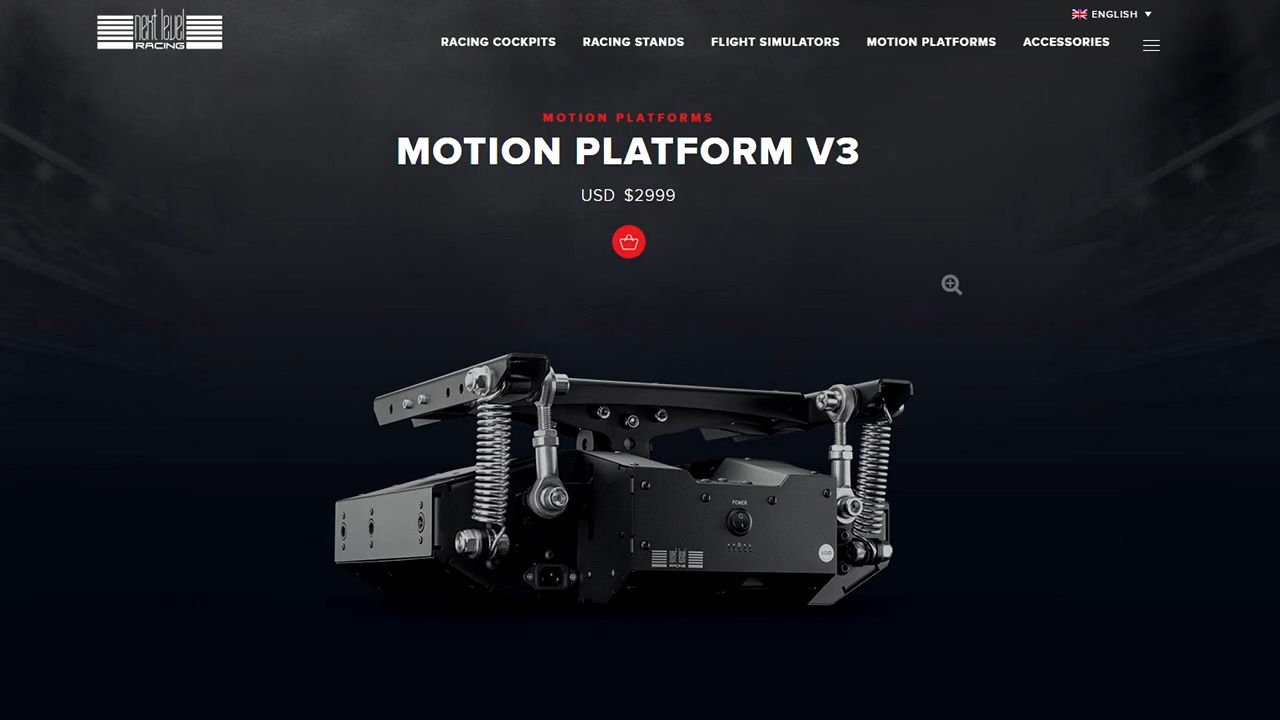 next level
RACING
ENGLISH
RACING COCKPITS
RACING STANDS
FLIGHT SIMULATORS
MOTION PLATFORMS
ACCESSORIES
MOTION PLATFORMS
MOTION PLATFORM V3
USD $2999
POWER
next level
RACING